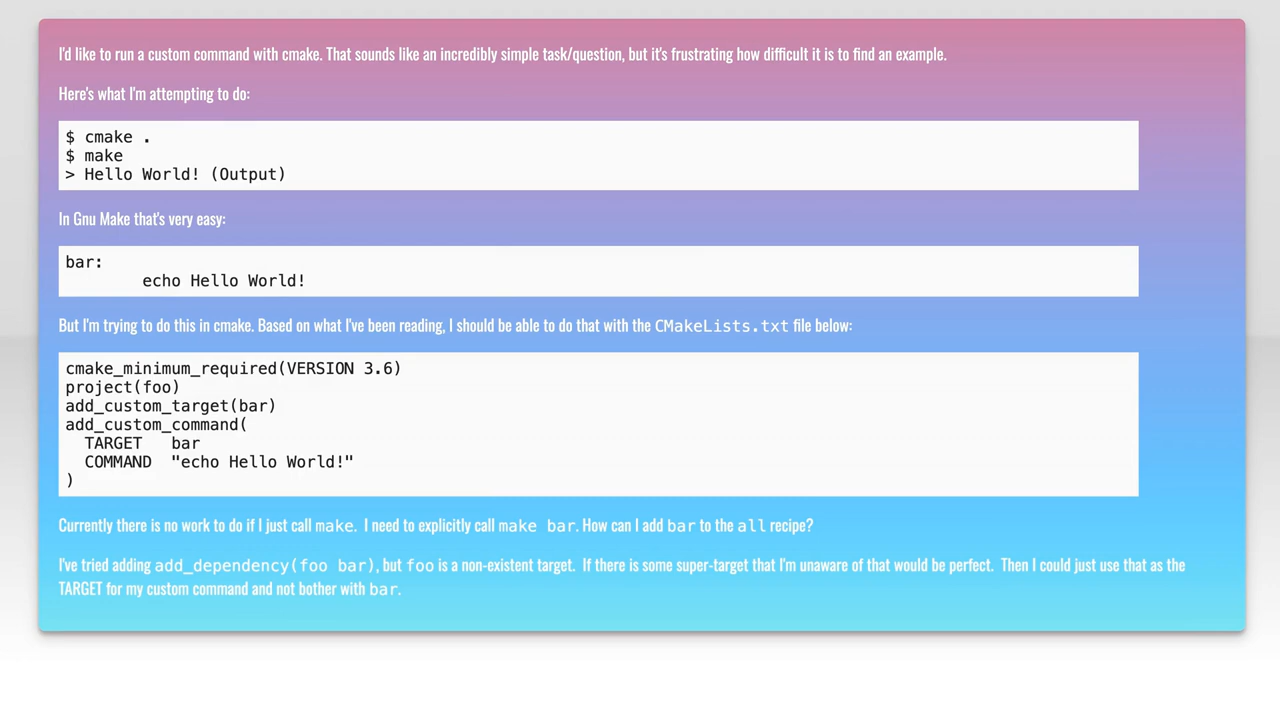 I'd like to run a custom command with cmake. That sounds like an incredibly simple task/question, but it's frustrating how difficult it is to find an example.
Here's what I'm attempting to do:
$ cmake .
$ make
> Hello World! (Output)
In Gnu Make that's very easy:
bar:
        echo Hello World!
But I'm trying to do this in cmake. Based on what I've been reading, I should be able to do that with the CMakeLists.txt file below:
cmake_minimum_required(VERSION 3.6)
project(foo)
add_custom_target(bar)
add_custom_command(
  TARGET   bar
  COMMAND  "echo Hello World!"
)
Currently there is no work to do if I just call make.  I need to explicitly call make bar. How can I add bar to the all recipe?
I've tried adding add_dependency(foo bar), but foo is a non-existent target.  If there is some super-target that I'm unaware of that would be perfect.  Then I could just use that as the
TARGET for my custom command and not bother with bar.